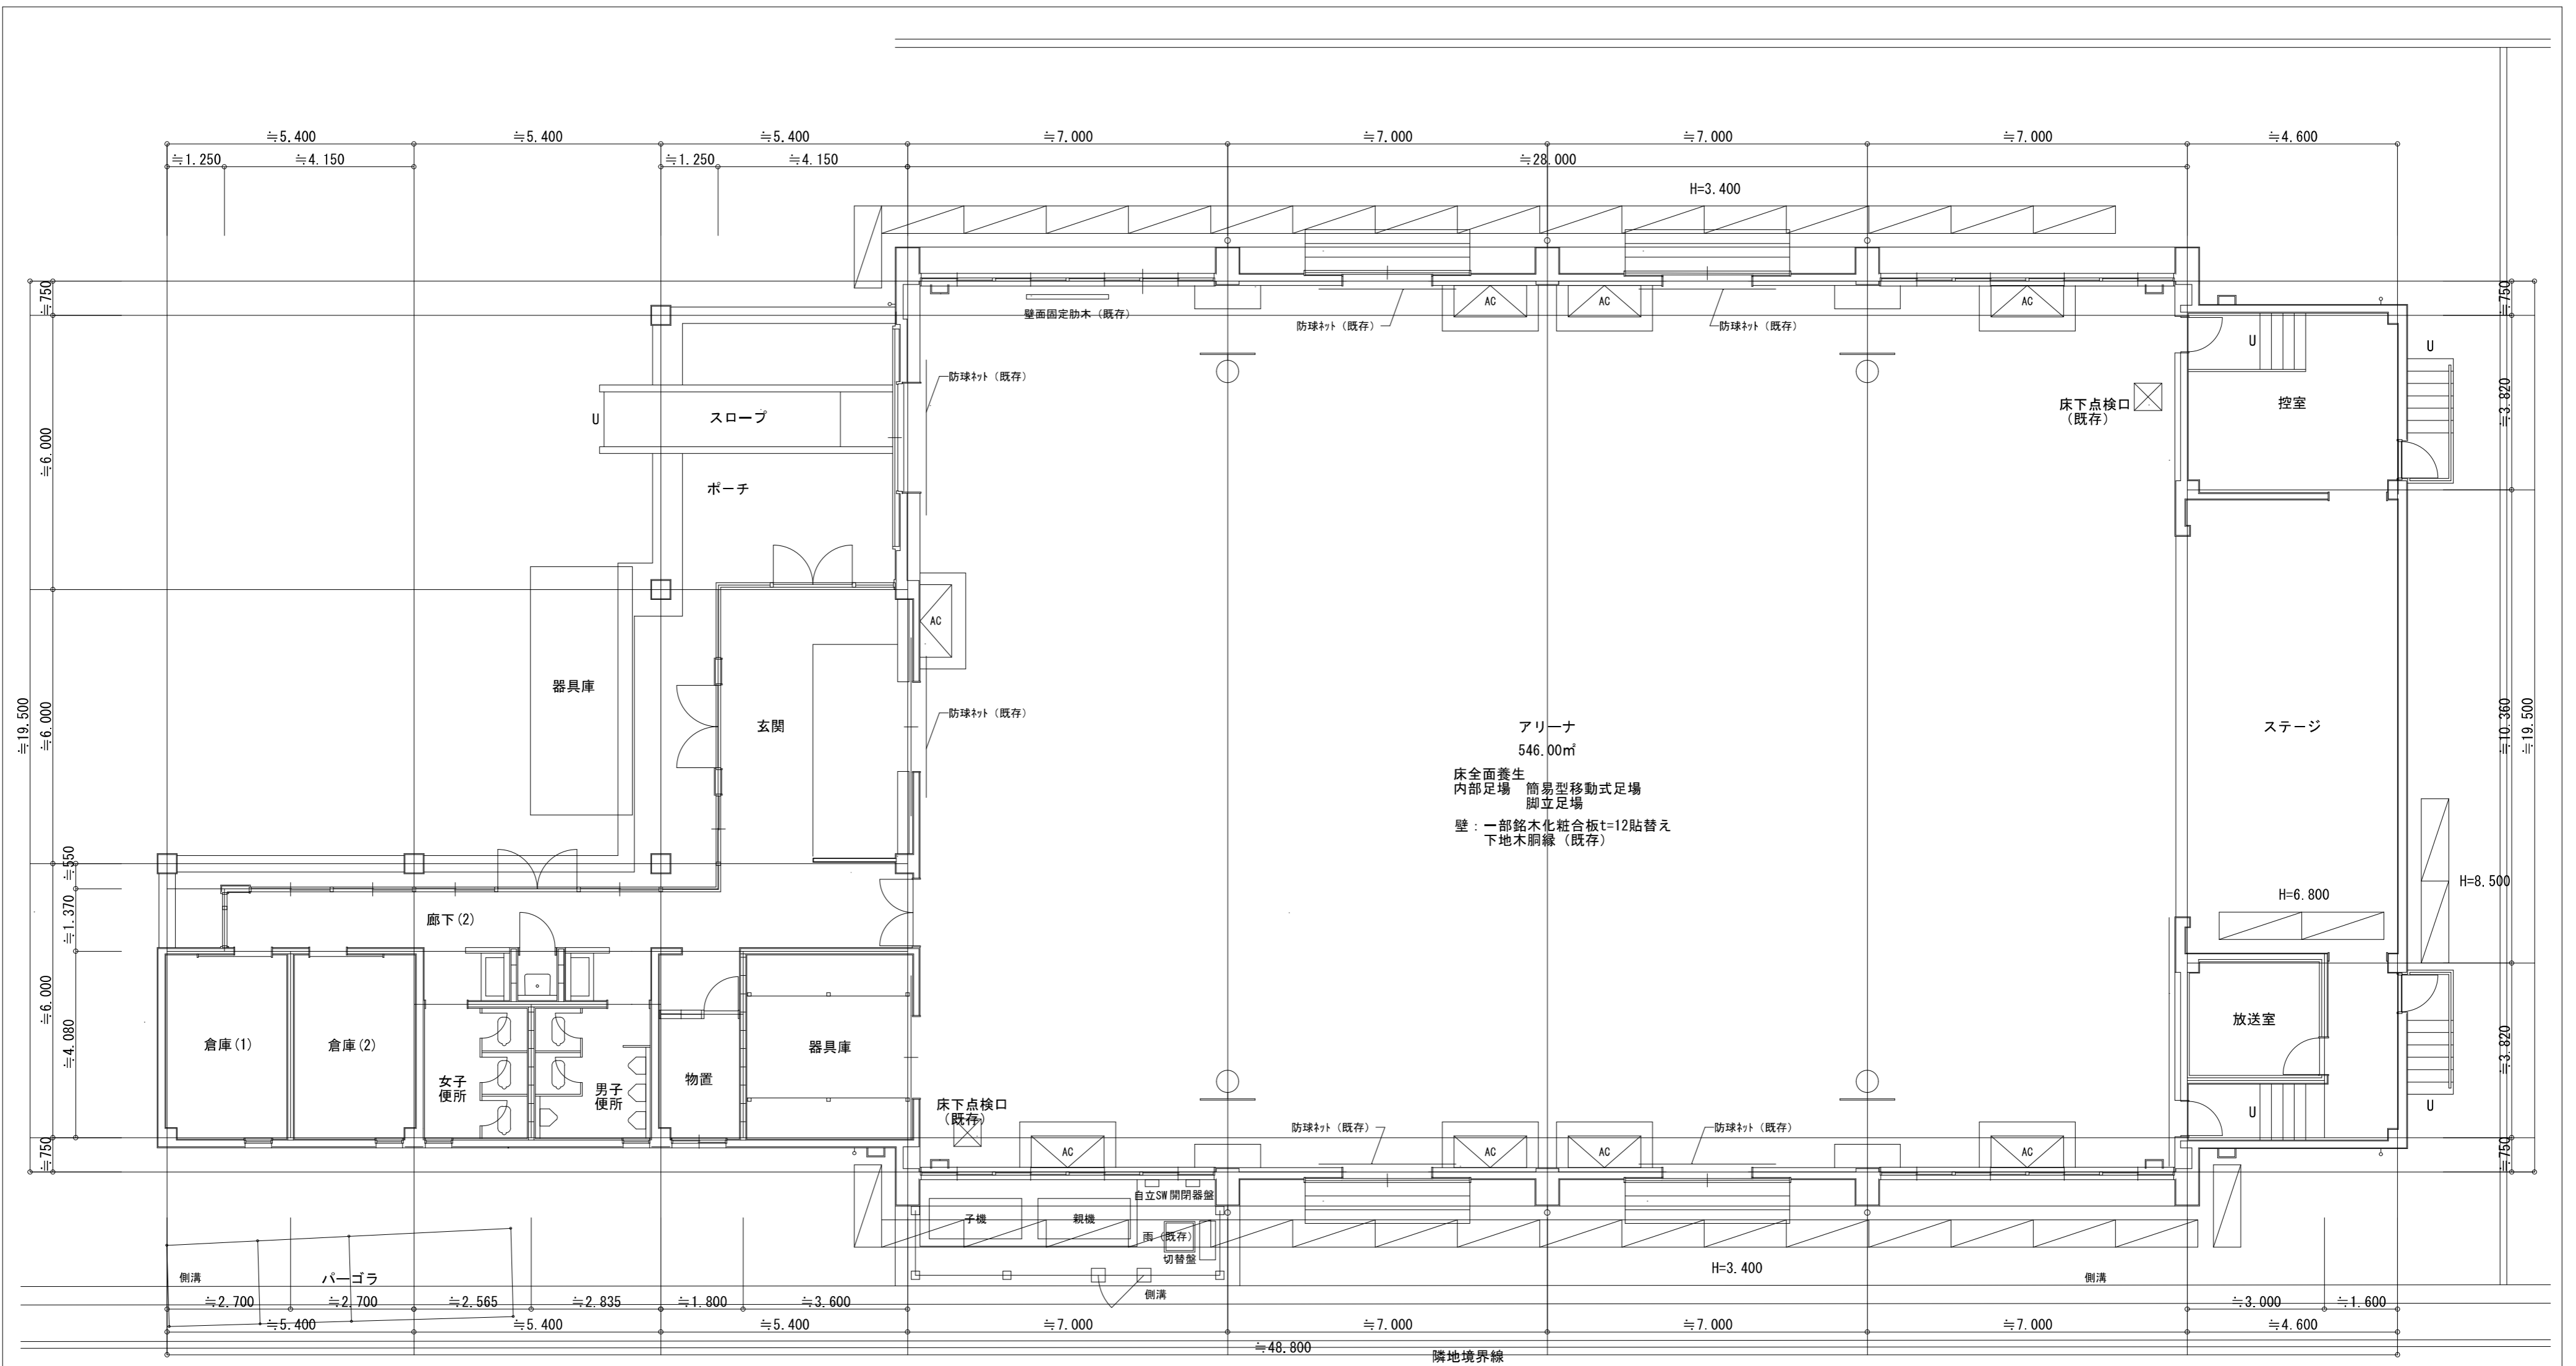 ≒5.400 ≒5.400 ≒5.400 ≒7.000 ≒7.000 ≒7.000 ≒7.000 ≒4.600
≒1.250 ≒4.150 ≒1.250 ≒4.150 ≒28.000
H=3.400
≒750
≒6.000
≒19.500
≒6.000
≒550
≒1.370
≒6.000
≒4.080
≒750
壁面固定肋木（既存）
防球ネット（既存）
AC
AC
防球ネット（既存）
AC
防球ネット（既存）
U
スロープ
ポーチ
床下点検口
（既存）
U
控室
U
器具庫
玄関
AC
防球ネット（既存）
アリーナ
546.00㎡
床全面養生
内部足場　簡易型移動式足場
脚立足場
壁：一部銘木化粧合板t=12貼替え
下地木胴縁（既存）
ステージ
H=6.800
H=8.500
≒750
≒3.820
≒10.360
≒19.500
≒3.820
≒750
廊下(2)
倉庫(1)
倉庫(2)
女子
便所
男子
便所
物置
器具庫
床下点検口
（既存）
放送室
U
U
AC
防球ネット（既存）
AC
AC
防球ネット（既存）
AC
自立SW 開閉器盤
子機
親機
雨（既存）
切替盤
側溝
パーゴラ
側溝
H=3.400
側溝
≒2.700 ≒2.700 ≒2.565 ≒2.835 ≒1.800 ≒3.600 ≒3.000 ≒1.600
≒5.400 ≒5.400 ≒5.400 ≒7.000 ≒7.000 ≒7.000 ≒7.000 ≒4.600
≒48.800
隣地境界線